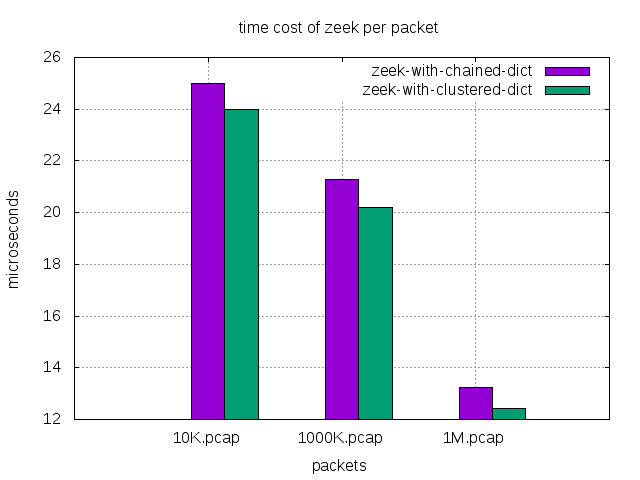 time cost of zeek per packet
zeek-with-chained-dict
zeek-with-clustered-dict
26
24
22
20
18
16
14
12
microseconds
10K.pcap 1000K.pcap 1M.pcap
packets